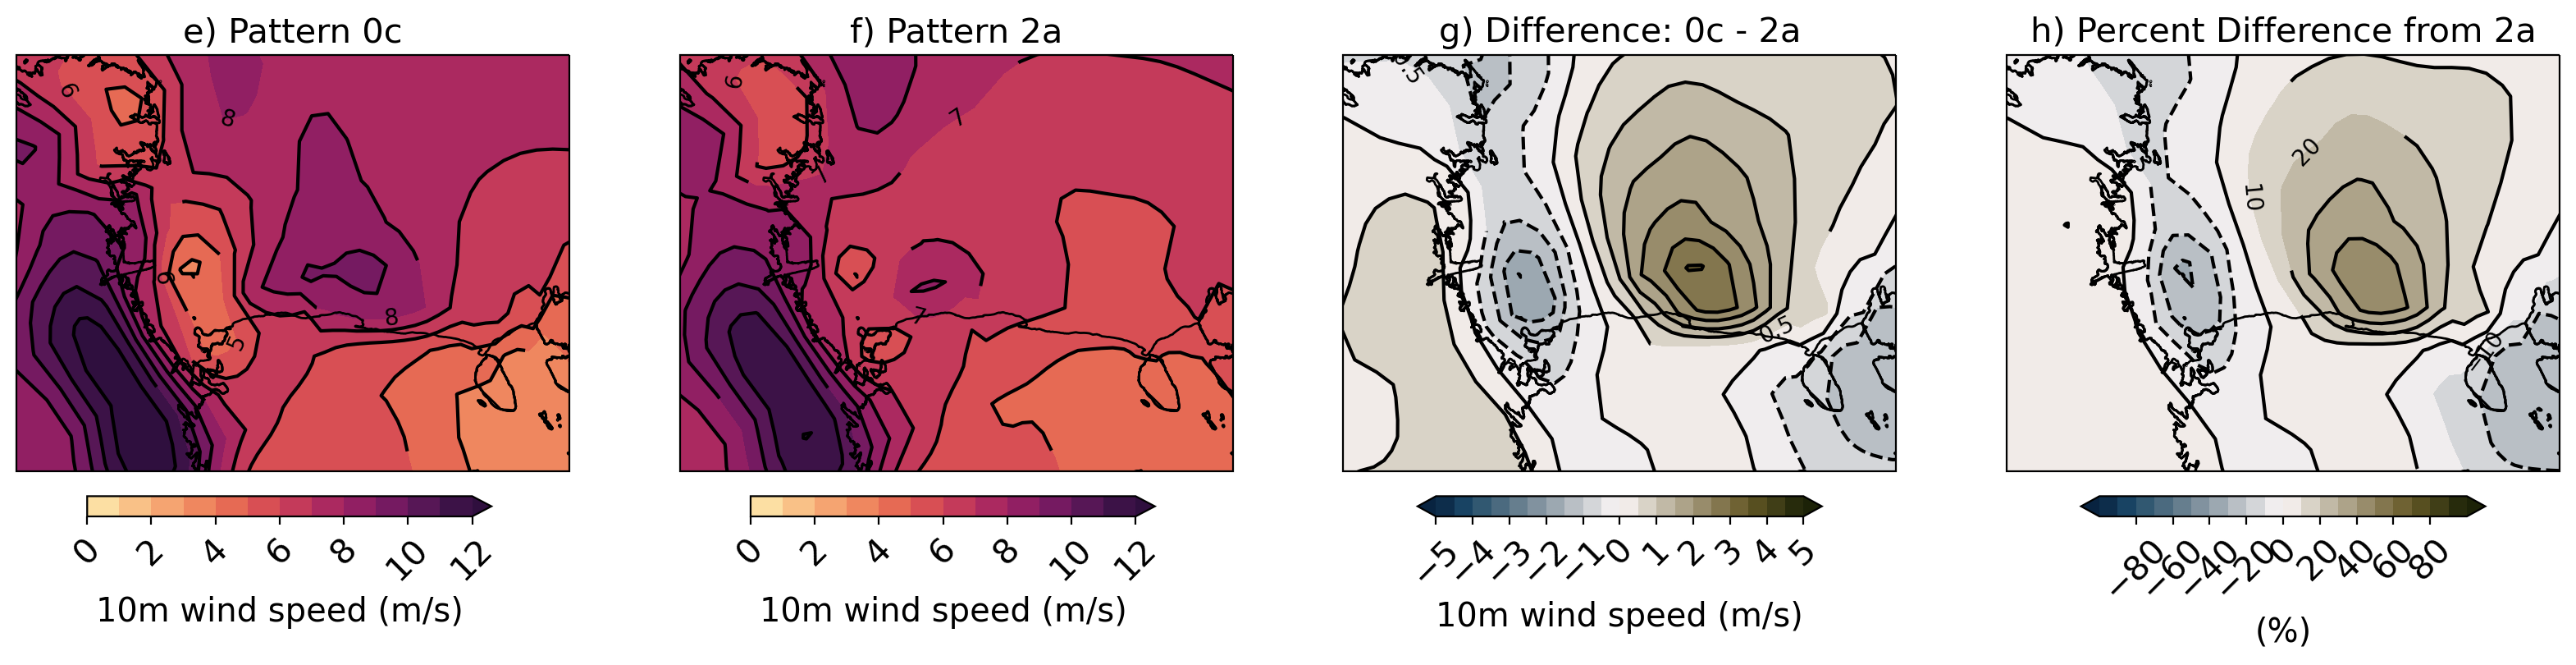 e) Pattern 0c
f) Pattern 2a
g) Difference: 0c - 2a
h) Percent Difference from 2a
6
8
6
5
8
6
7
7
7
0.5
0.5
20
10
-10
0 2 4 6 8 10 12
10m wind speed (m/s)
0 2 4 6 8 10 12
10m wind speed (m/s)
−5 −4 −3 −2 −1 0 1 2 3 4 5
10m wind speed (m/s)
−80 −60 −40 −20 0 20 40 60 80
(%)